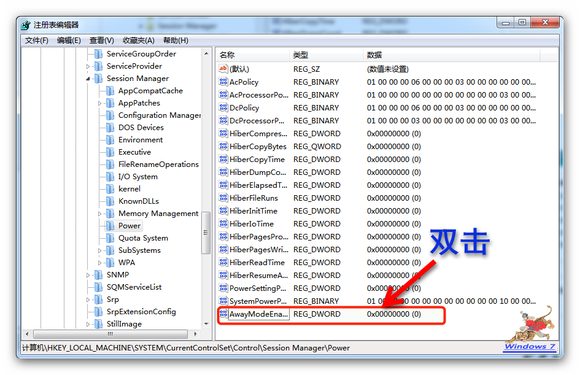 Session Manager
HiberCopyTime REG_DWORD
注册表编辑器
文件(F) 编辑(E) 查看(V) 收藏夹(A) 帮助(H)
ServiceGroupOrder
ServiceProvider
Session Manager
AppCompatCache
AppPatches
Configuration Manager
DOS Devices
Environment
Executive
FileRenameOperations
I/O System
kernel
KnownDLLs
Memory Management
Power
Quota System
SubSystems
WPA
SNMP
SQMServiceList
Srp
SrpExtensionConfig
StillImage
名称 类型 数据
(默认) REG_SZ (数值未设置)
AcPolicy REG_BINARY 01 00 00 00 06 00 00 00 03 00 00 00 00 00 00...
AcProcessorPo... REG_BINARY 01 00 00 00 03 00 00 00 03 00 00 00 00 00 00...
DcPolicy REG_BINARY 01 00 00 00 06 00 00 00 03 00 00 00 00 00 00...
DcProcessorP... REG_BINARY 01 00 00 00 03 00 00 00 03 00 00 00 00 00 00...
HiberCompres... REG_DWORD 0x00000000 (0)
HiberCopyBytes REG_QWORD 0x00000000 (0)
HiberCopyTime REG_DWORD 0x00000000 (0)
HiberDumpCo... REG_DWORD 0x00000000 (0)
HiberElapsedT... REG_DWORD 0x00000000 (0)
HiberFileRuns REG_DWORD 0x00000000 (0)
HiberInitTime REG_DWORD 0x00000000 (0)
HiberIoTime REG_DWORD 0x00000000 (0)
HiberPagesPro... REG_DWORD 0x00000000 (0)
HiberPagesWri... REG_DWORD 0x00000000 (0)
HiberReadTime REG_DWORD 0x00000000 (0)
HiberResumeA... REG_DWORD 0x00000000 (0)
PowerSettingP... REG_DWORD 0x00000000 (0)
SystemPowerP... REG_BINARY 01 00 00 00 00 00 00 00 00 00 00 00 10 00 00...
AwayModeEna... REG_DWORD 0x00000000 (0)
双击
Windows 7
计算机\HKEY_LOCAL_MACHINE\SYSTEM\CurrentControlSet\Control\Session Manager\Power